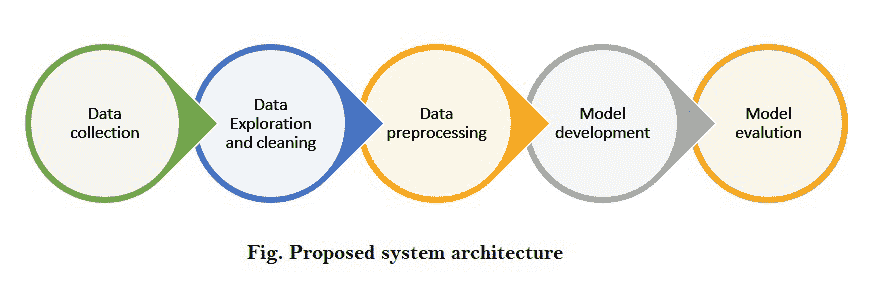 Data
collection
Data
Exploration
and cleaning
Data
preprocessing
Model
development
Model
evalution
Fig. Proposed system architecture